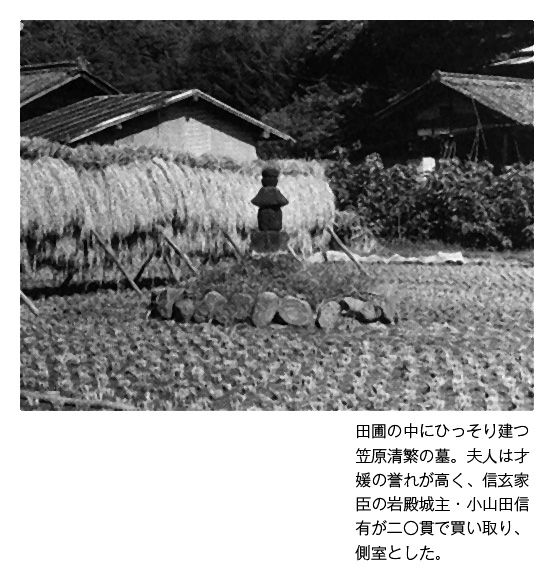 田圃の中にひっそり建つ
笠原清繁の墓。夫人は才
媛の誉れが高く、信玄家
臣の岩殿城主・小山田信
有が二〇貫で買い取り、
側室とした。